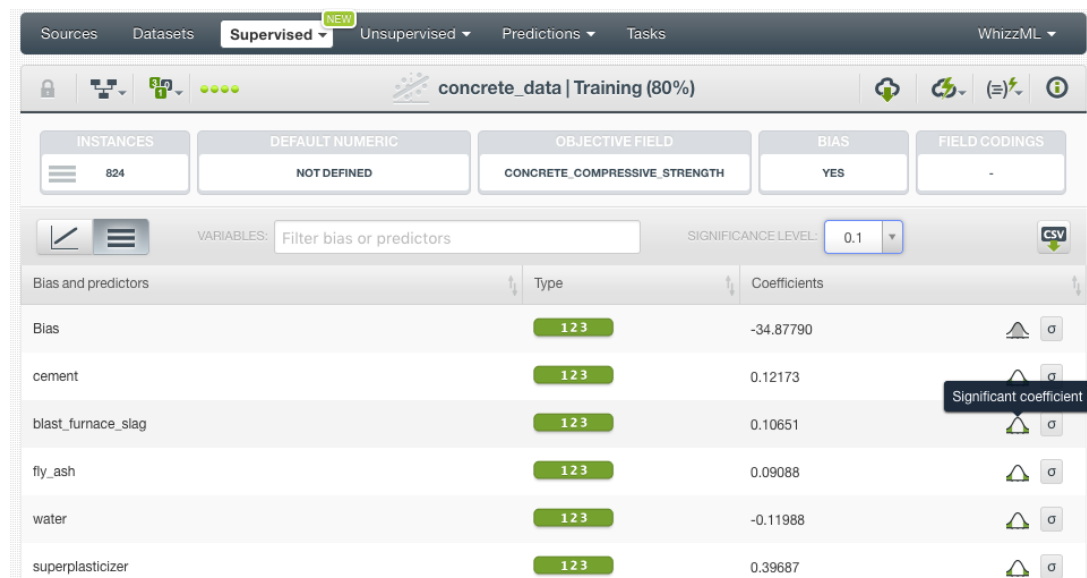 NEW
Sources Datasets Supervised Unsupervised Predictions Tasks WhizzML
concrete_data | Training (80%)
INSTANCES DEFAULT NUMERIC OBJECTIVE FIELD BIAS FIELD CODINGS
824 NOT DEFINED CONCRETE_COMPRESSIVE_STRENGTH YES -
VARIABLES: Filter bias or predictors SIGNIFICANCE LEVEL: 0.1 CSV
Bias and predictors Type Coefficients
Bias 123 -34.87790 σ
cement 123 0.12173 σ
Significant coefficient
blast_furnace_slag 123 0.10651 σ
fly_ash 123 0.09088 σ
water 123 -0.11988 σ
superplasticizer 123 0.39687 σ